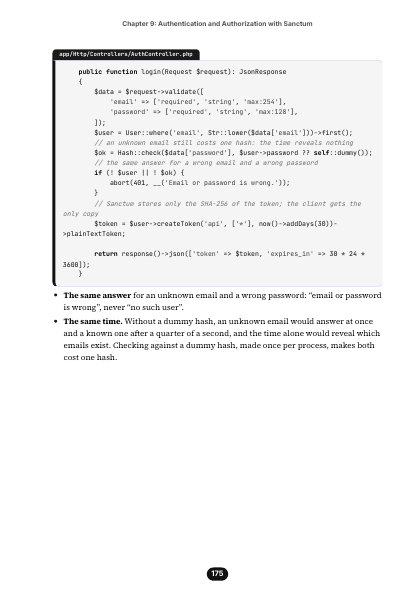 Chapter 9: Authentication and Authorization with Sanctum
app/Http/Controllers/AuthController.php
public function login(Request $request): JsonResponse
{
$data = $request->validate([
'email' => ['required', 'string', 'max:254'],
'password' => ['required', 'string', 'max:128'],
]);
$user = User::where('email', Str::lower($data['email']))->first();
// an unknown email still costs one hash: the time reveals nothing
$ok = Hash::check($data['password'], $user->password ?? self::dummy());
// the same answer for a wrong email and a wrong password
if (! $user || ! $ok) {
abort(401, __('Email or password is wrong.'));
}
// Sanctum stores only the SHA-256 of the token; the client gets the
only copy
$token = $user->createToken('api', ['*'], now()->addDays(30))-
>plainTextToken;
return response()->json(['token' => $token, 'expires_in' => 30 * 24 *
3600]);
}
• The same answer for an unknown email and a wrong password: “email or password
is wrong”, never “no such user”.
• The same time. Without a dummy hash, an unknown email would answer at once
and a known one after a quarter of a second, and the time alone would reveal which
emails exist. Checking against a dummy hash, made once per process, makes both
cost one hash.
175